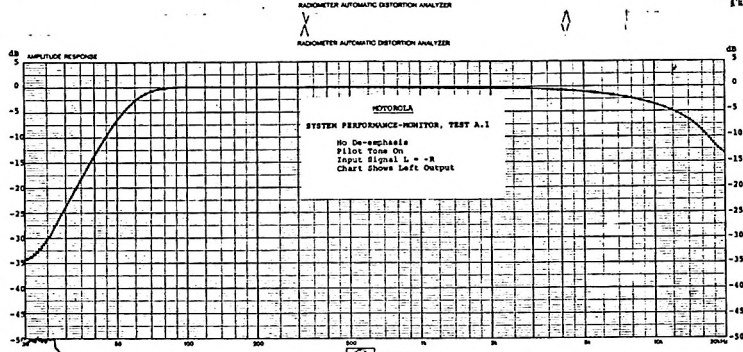 RADIOMETER AUTOMATIC DISTORTION ANALYZER
RADIOMETER AUTOMATIC DISTORTION ANALYZER
dB AMPLITUDE RESPONSE dB
5 5
0 0
-5 -5
-10 -10
-15 -15
-20 -20
-25 -25
-30 -30
-35 -35
-40 -40
-45 -45
-50 -50
MOTOROLA
SYSTEM PERFORMANCE-MONITOR, TEST A.1
No De-emphasis
Pilot Tone On
Input Signal L = -R
Chart Shows Left Output
20 50 100 200 500 1k 2k 5k 10k 20kHz